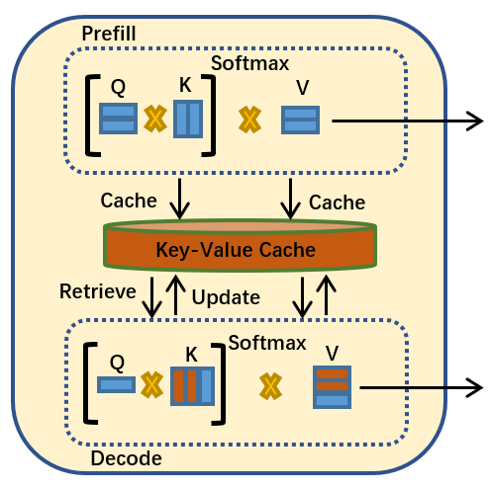 Prefill
Softmax
Q
K
V
Cache
Cache
Key-Value Cache
Retrieve
Update
Softmax
Q
K
V
Decode